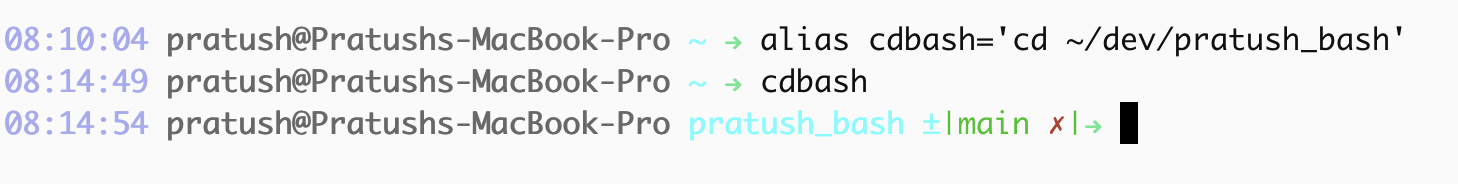 08:10:04 pratush@Pratushs-MacBook-Pro ~ → alias cdbash='cd ~/dev/pratush_bash'
08:14:49 pratush@Pratushs-MacBook-Pro ~ → cdbash
08:14:54 pratush@Pratushs-MacBook-Pro pratush_bash ±|main ✗|→